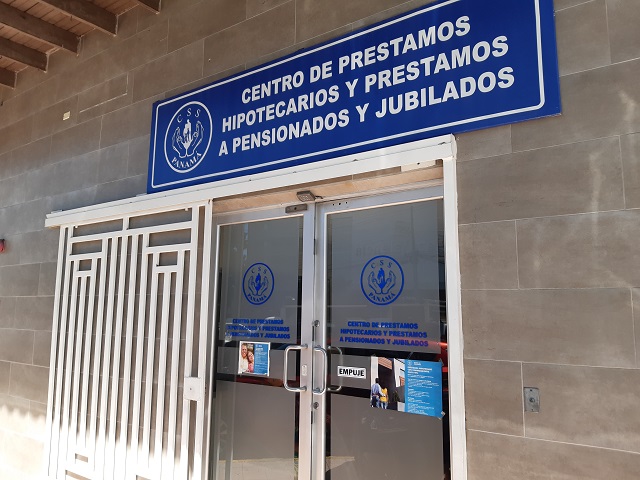 CENTRO DE PRESTAMOS
HIPOTECARIOS Y PRESTAMOS
A PENSIONADOS Y JUBILADOS
CSS
PANAMA
CSS
PANAMA
CENTRO DE PRESTAMOS
HIPOTECARIOS Y PRESTAMOS
A PENSIONADOS Y JUBILADOS
CSS
PANAMA
CENTRO DE PRESTAMOS
HIPOTECARIOS Y PRESTAMOS
A PENSIONADOS Y JUBILADOS
EMPUJE